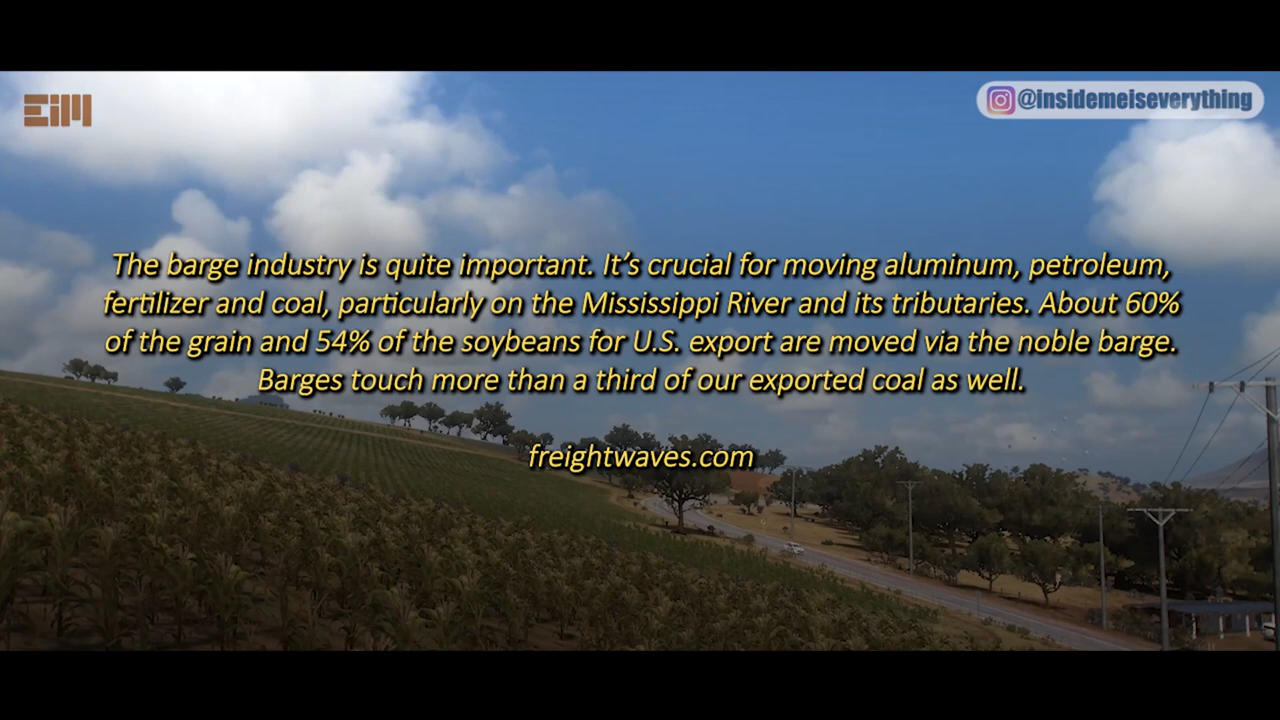 EiM
@insidemeiseverything
The barge industry is quite important. It's crucial for moving aluminum, petroleum,
fertilizer and coal, particularly on the Mississippi River and its tributaries. About 60%
of the grain and 54% of the soybeans for U.S. export are moved via the noble barge.
Barges touch more than a third of our exported coal as well.
freightwaves.com